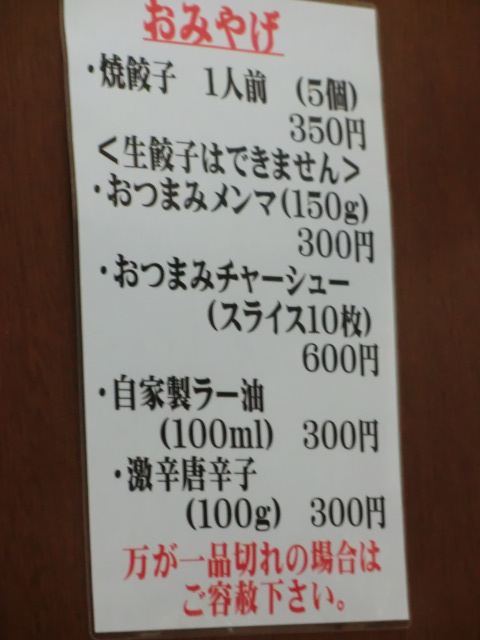 おみやげ
・焼餃子 1人前 (5個)
350円
<生餃子はできません>
・おつまみメンマ(150g)
300円
・おつまみチャーシュー
(スライス10枚)
600円
・自家製ラー油
(100ml) 300円
・激辛唐辛子
(100g) 300円
万が一品切れの場合は
ご容赦下さい。